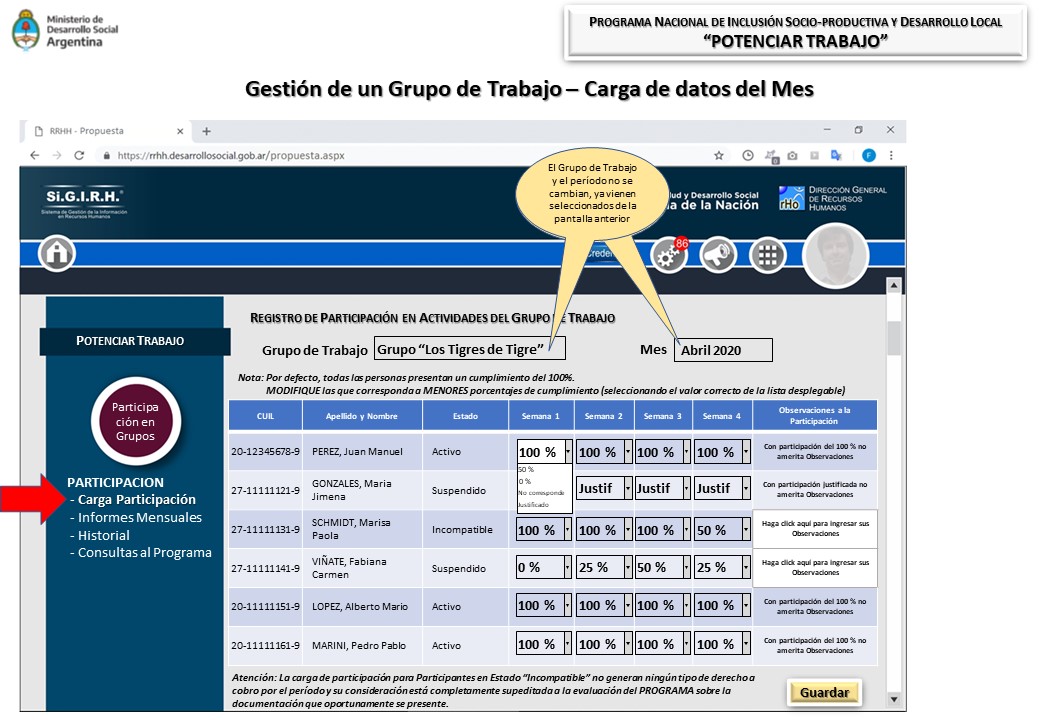 Ministerio de
Desarrollo Social
Argentina
PROGRAMA NACIONAL DE INCLUSIÓN SOCIO-PRODUCTIVA Y DESARROLLO LOCAL
“POTENCIAR TRABAJO”
Gestión de un Grupo de Trabajo – Carga de datos del Mes
RRHH - Propuesta
https://rrhh.desarrollosocial.gob.ar/propuesta.aspx
El Grupo de Trabajo
y el período no se
cambian, ya vienen
seleccionados de la
pantalla anterior
Si.G.I.R.H.
Sistema de Gestión de la Información
en Recursos Humanos
lud y Desarrollo Social
a de la Nación
rHo
DIRECCIÓN GENERAL
DE RECURSOS
HUMANOS
Creden
86
REGISTRO DE PARTICIPACIÓN EN ACTIVIDADES DEL GRUPO DE TRABAJO
POTENCIAR TRABAJO
Grupo de Trabajo Grupo “Los Tigres de Tigre” Mes Abril 2020
Nota: Por defecto, todas las personas presentan un cumplimiento del 100%.
MODIFIQUE las que corresponda a MENORES porcentajes de cumplimiento (seleccionando el valor correcto de la lista desplegable)
Participa
ción en
Grupos
PARTICIPACION
- Carga Participación
- Informes Mensuales
- Historial
- Consultas al Programa
CUIL Apellido y Nombre Estado Semana 1 Semana 2 Semana 3 Semana 4 Observaciones a la
Participación
20-12345678-9 PEREZ, Juan Manuel Activo 100 % 100 % 100 % 100 % Con participación del 100 % no
amerita Observaciones
50 %
0 %
No corresponde
Justificado
27-11111121-9 GONZALES, Maria
Jimena Suspendido Justif Justif Justif Con participación justificada no
amerita Observaciones
27-11111131-9 SCHMIDT, Marisa
Paola Incompatible 100 % 100 % 100 % 50 % Haga click aquí para ingresar sus
Observaciones
27-11111141-9 VIÑATE, Fabiana
Carmen Suspendido 0 % 25 % 50 % 25 % Haga click aquí para ingresar sus
Observaciones
20-11111151-9 LOPEZ, Alberto Mario Activo 100 % 100 % 100 % 100 % Con participación del 100 % no
amerita Observaciones
20-11111161-9 MARINI, Pedro Pablo Activo 100 % 100 % 100 % 100 % Con participación del 100 % no
amerita Observaciones
Atención: La carga de participación para Participantes en Estado “Incompatible” no generan ningún tipo de derecho a
cobro por el período y su consideración está completamente supeditada a la evaluación del PROGRAMA sobre la
documentación que oportunamente se presente.
Guardar